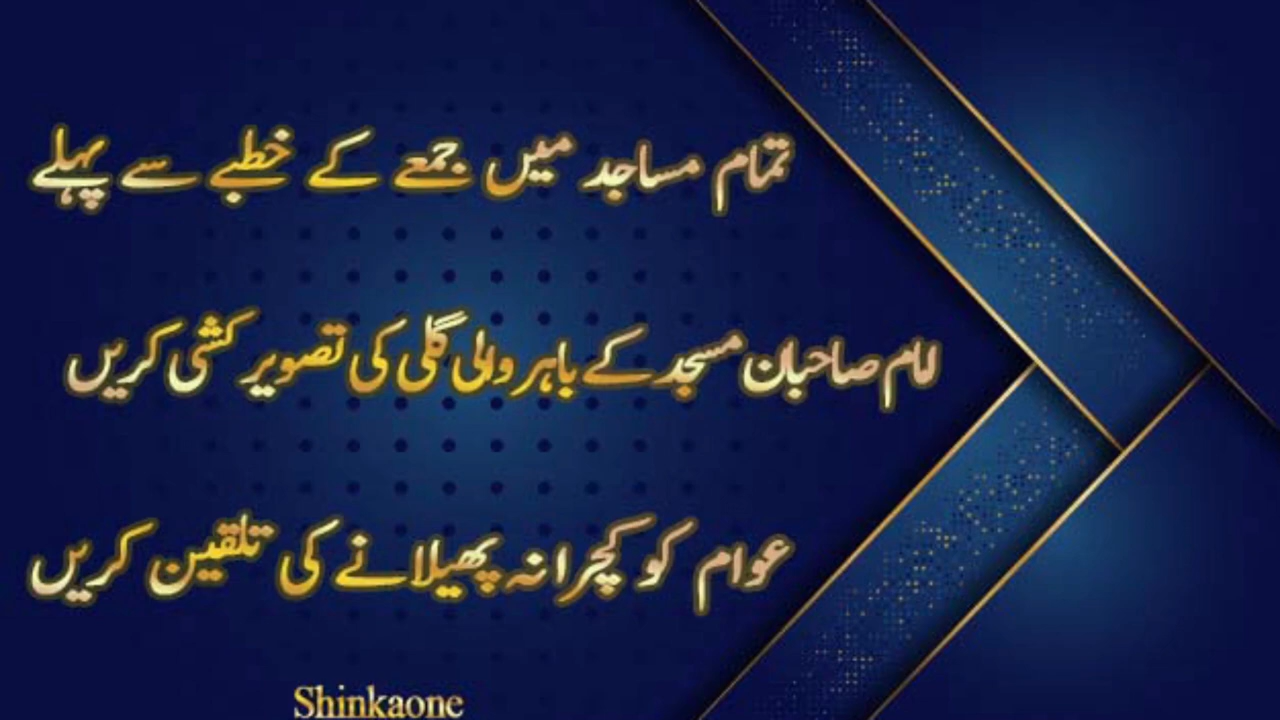 تمام مساجد میں جمعے کے خطبے سے پہلے
امام صاحبان مسجد کے باہر والی گلی کی تصویر کشی کریں
عوام کو کچرا نہ پھیلانے کی تلقین کریں
Shinkaone